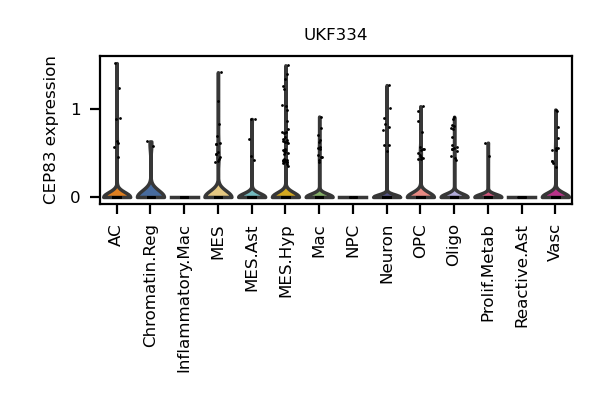 UKF334
CEP83 expression
1
0
AC
Chromatin.Reg
Inflammatory.Mac
MES
MES.Ast
MES.Hyp
Mac
NPC
Neuron
OPC
Oligo
Prolif.Metab
Reactive.Ast
Vasc